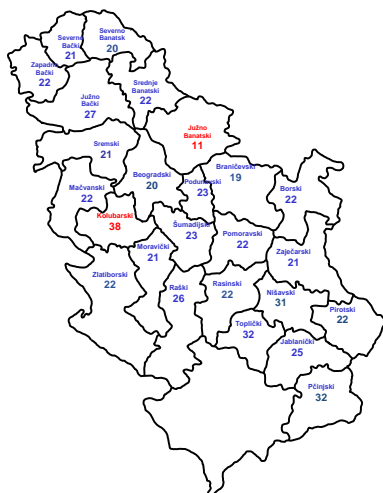 Severno
Banatsk
20
Severno
Bački
21
Zapadno
Bački
22
Srednje
Banatski
22
Južno
Bački
27
Južno
Banatski
11
Sremski
21
Beogradski
20
Podunavski
23
Braničevski
19
Borski
22
Mačvanski
22
Kolubarski
38
Šumadijski
23
Pomoravski
22
Moravički
21
Zaječarski
21
Zlatiborski
22
Raški
26
Rasinski
22
Nišavski
31
Pirotski
22
Toplički
32
Jablanički
25
Pčinjski
32